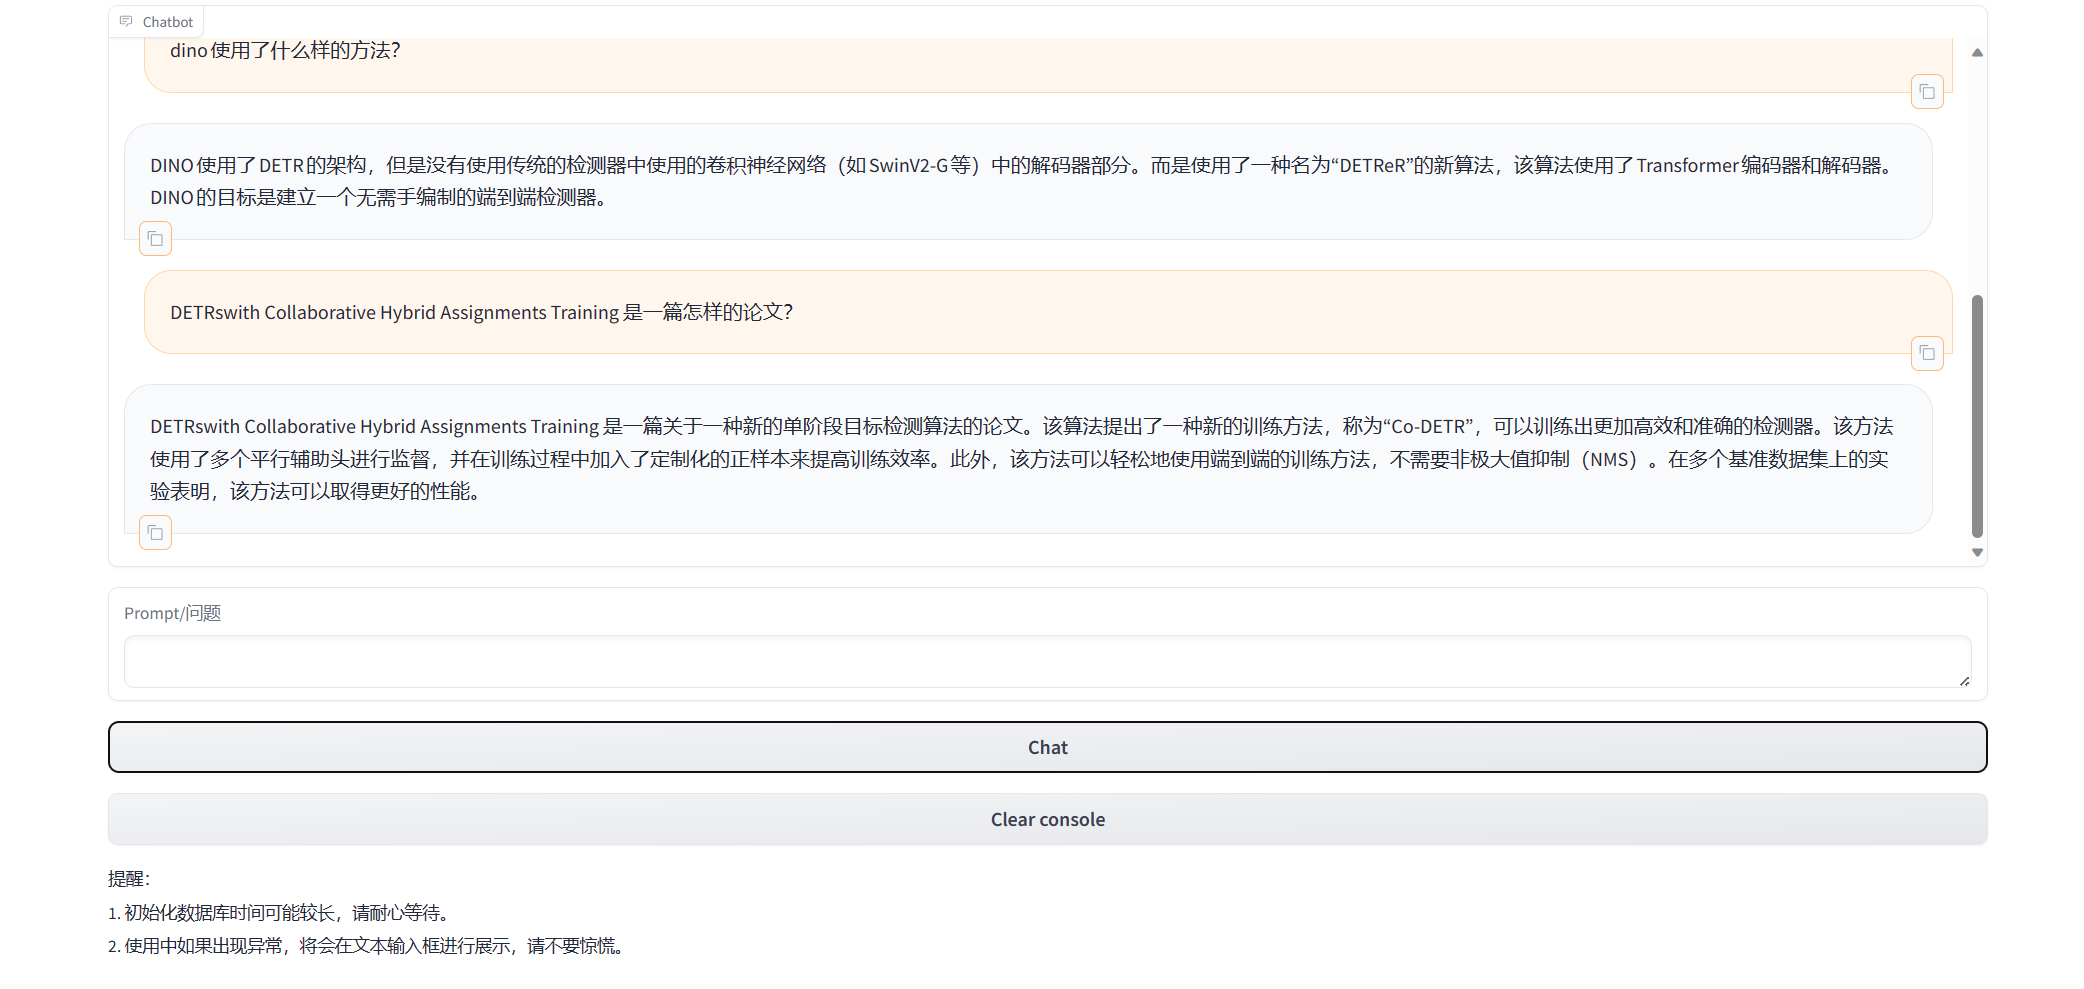 Chatbot
dino使用了什么样的方法？
DINO使用了DETR的架构，但是没有使用传统的检测器中使用的卷积神经网络（如SwinV2-G等）中的解码器部分。而是使用了一种名为“DETReR”的新算法，该算法使用了Transformer编码器和解码器。
DINO的目标是建立一个无需手编制的端到端检测器。
DETRswith Collaborative Hybrid Assignments Training 是一篇怎样的论文？
DETRswith Collaborative Hybrid Assignments Training 是一篇关于一种新的单阶段目标检测算法的论文。该算法提出了一种新的训练方法，称为“Co-DETR”，可以训练出更加高效和准确的检测器。该方法
使用了多个平行辅助头进行监督，并在训练过程中加入了定制化的正样本来提高训练效率。此外，该方法可以轻松地使用端到端的训练方法，不需要非极大值抑制（NMS）。在多个基准数据集上的实
验表明，该方法可以取得更好的性能。
Prompt/问题
Chat
Clear console
提醒：
1. 初始化数据库时间可能较长，请耐心等待。
2. 使用中如果出现异常，将会在文本输入框进行展示，请不要惊慌。